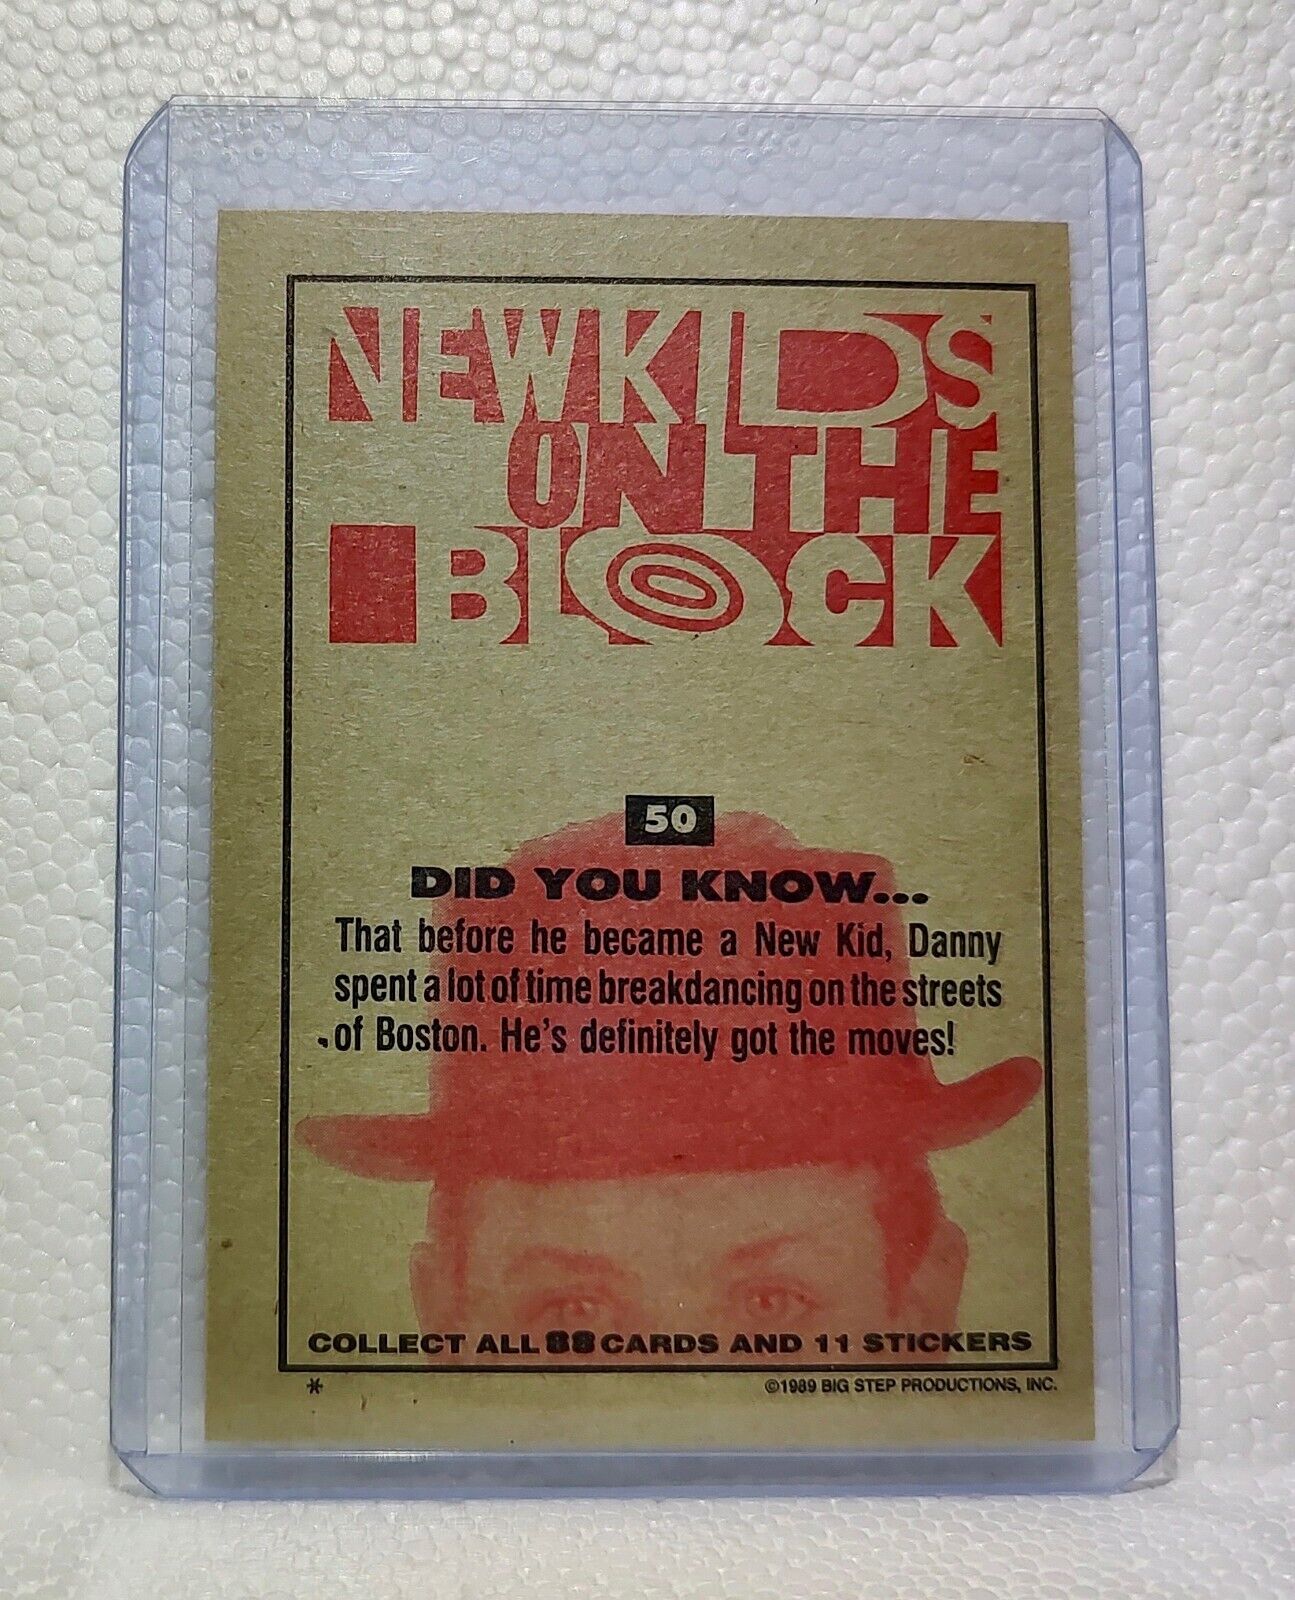 NEW KIDS
ON THE
BLOCK
50
DID YOU KNOW...
That before he became a New Kid, Danny
spent a lot of time breakdancing on the streets
of Boston. He's definitely got the moves!
COLLECT ALL 88 CARDS AND 11 STICKERS
* ©1989 BIG STEP PRODUCTIONS, INC.